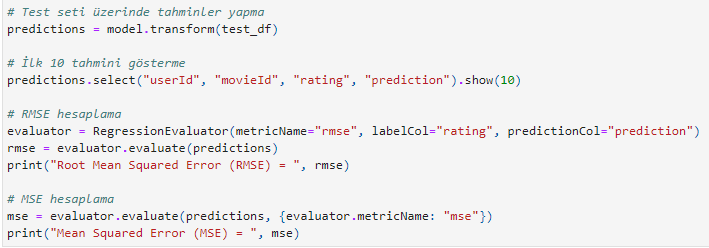 # Test seti üzerinde tahminler yapma
predictions = model.transform(test_df)
# İlk 10 tahmini gösterme
predictions.select("userId", "movieId", "rating", "prediction").show(10)
# RMSE hesaplama
evaluator = RegressionEvaluator(metricName="rmse", labelCol="rating", predictionCol="prediction")
rmse = evaluator.evaluate(predictions)
print("Root Mean Squared Error (RMSE) = ", rmse)
# MSE hesaplama
mse = evaluator.evaluate(predictions, {evaluator.metricName: "mse"})
print("Mean Squared Error (MSE) = ", mse)